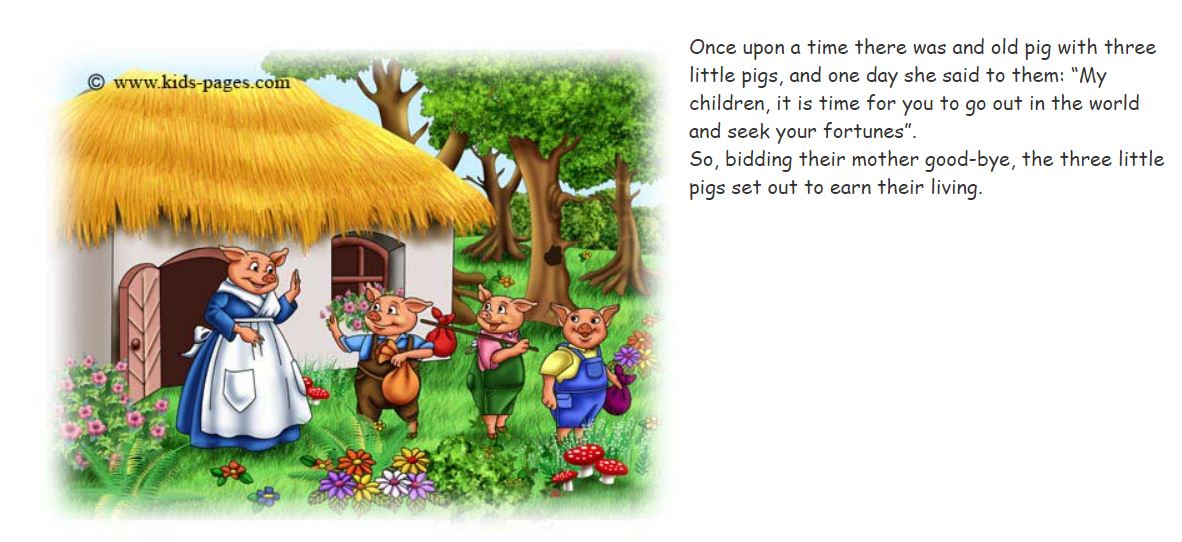 © www.kids-pages.com
Once upon a time there was and old pig with three
little pigs, and one day she said to them: “My
children, it is time for you to go out in the world
and seek your fortunes”.
So, bidding their mother good-bye, the three little
pigs set out to earn their living.